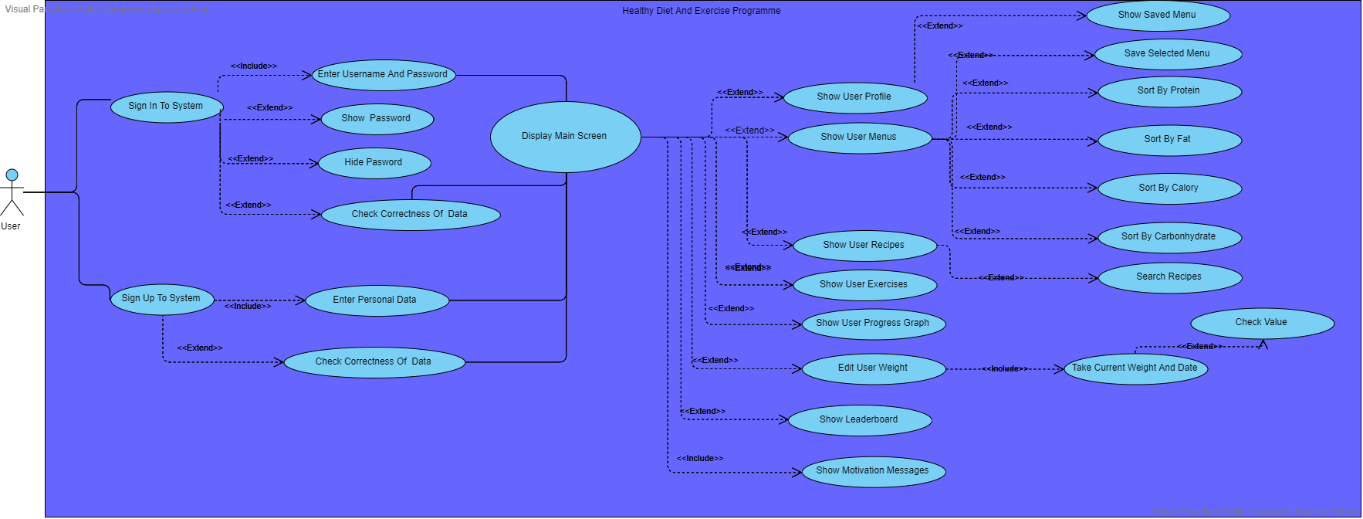 Healthy Diet And Exercise Programme
User
Sign In To System
Sign Up To System
<<Include>>
Enter Username And Password
<<Extend>>
Show Password
<<Extend>>
Hide Pasword
<<Extend>>
Check Correctness Of Data
<<Include>>
Enter Personal Data
<<Extend>>
Check Correctness Of Data
Display Main Screen
<<Extend>>
Show User Profile
<<Extend>>
Show User Menus
<<Extend>>
Show User Recipes
<<Extend>>
Show User Exercises
<<Extend>>
Show User Progress Graph
<<Extend>>
Edit User Weight
<<Extend>>
Show Leaderboard
<<Include>>
Show Motivation Messages
<<Extend>>
Show Saved Menu
<<Extend>>
Save Selected Menu
<<Extend>>
Sort By Protein
<<Extend>>
Sort By Fat
<<Extend>>
Sort By Calory
<<Extend>>
Sort By Carbonhydrate
<<Extend>>
Search Recipes
<<Include>>
Take Current Weight And Date
<<Extend>>
Check Value